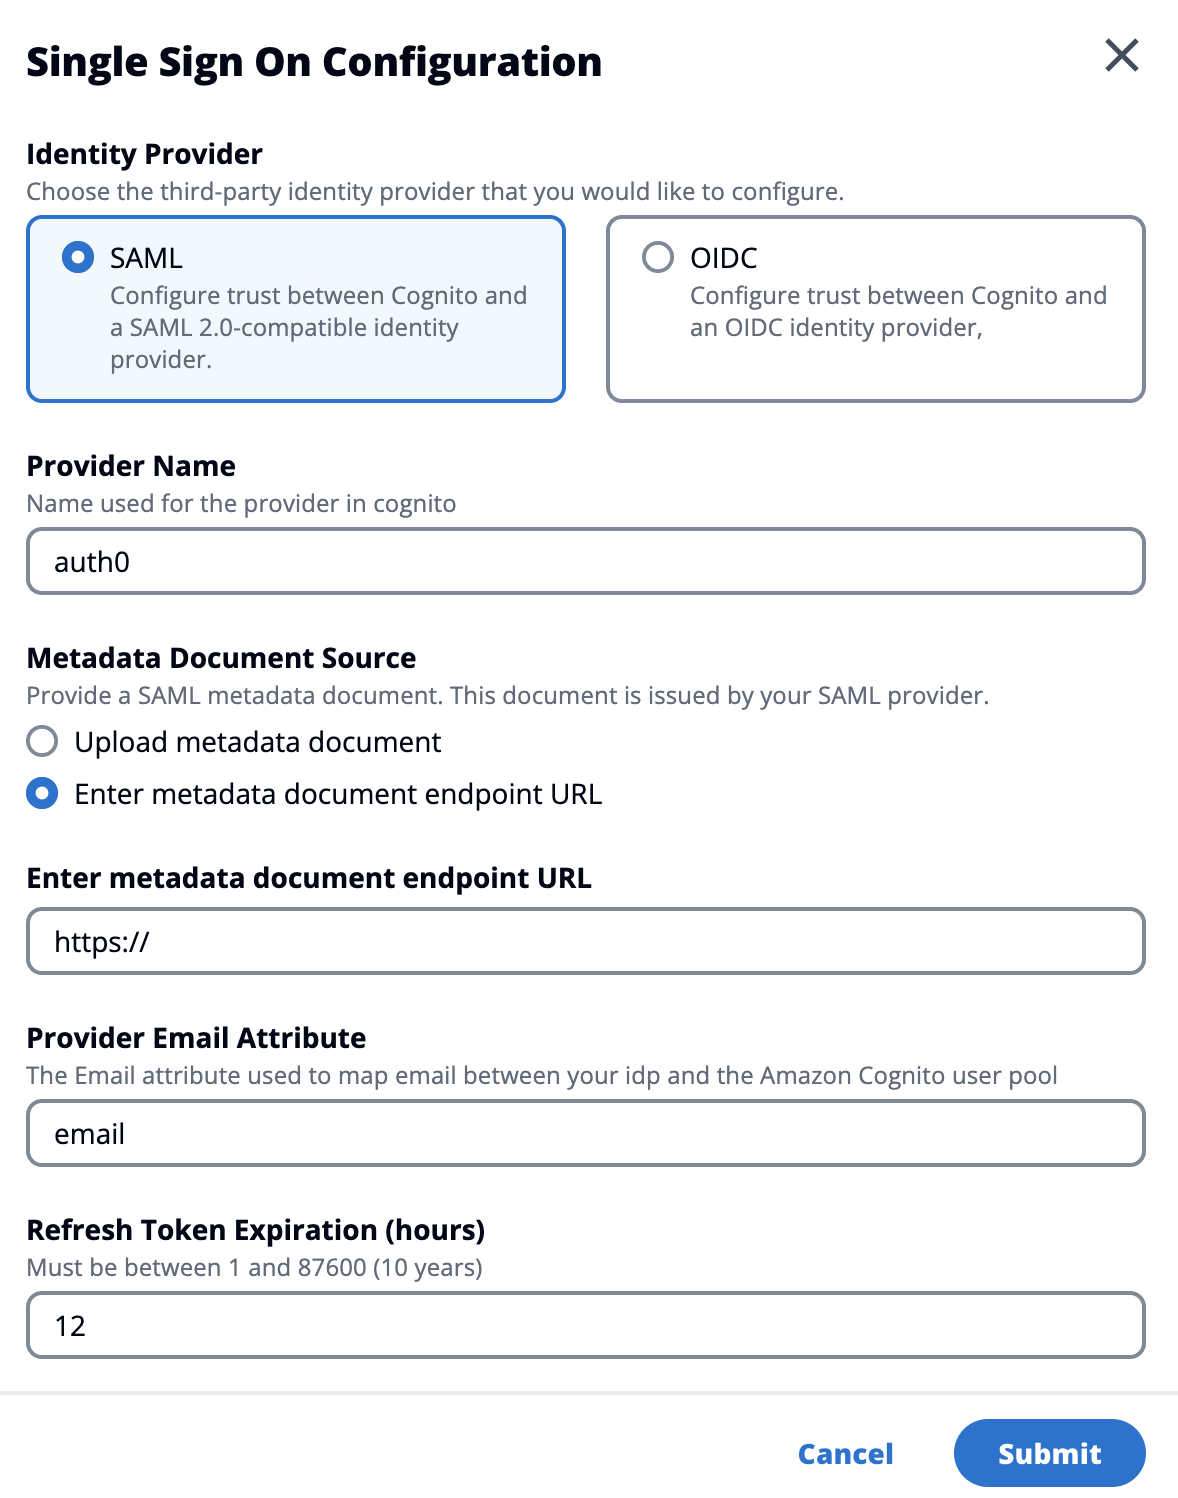 Single Sign On Configuration
Identity Provider
Choose the third-party identity provider that you would like to configure.
SAML
Configure trust between Cognito and
a SAML 2.0-compatible identity
provider.
OIDC
Configure trust between Cognito and
an OIDC identity provider,
Provider Name
Name used for the provider in cognito
auth0
Metadata Document Source
Provide a SAML metadata document. This document is issued by your SAML provider.
Upload metadata document
Enter metadata document endpoint URL
Enter metadata document endpoint URL
https://
Provider Email Attribute
The Email attribute used to map email between your idp and the Amazon Cognito user pool
email
Refresh Token Expiration (hours)
Must be between 1 and 87600 (10 years)
12
Cancel
Submit